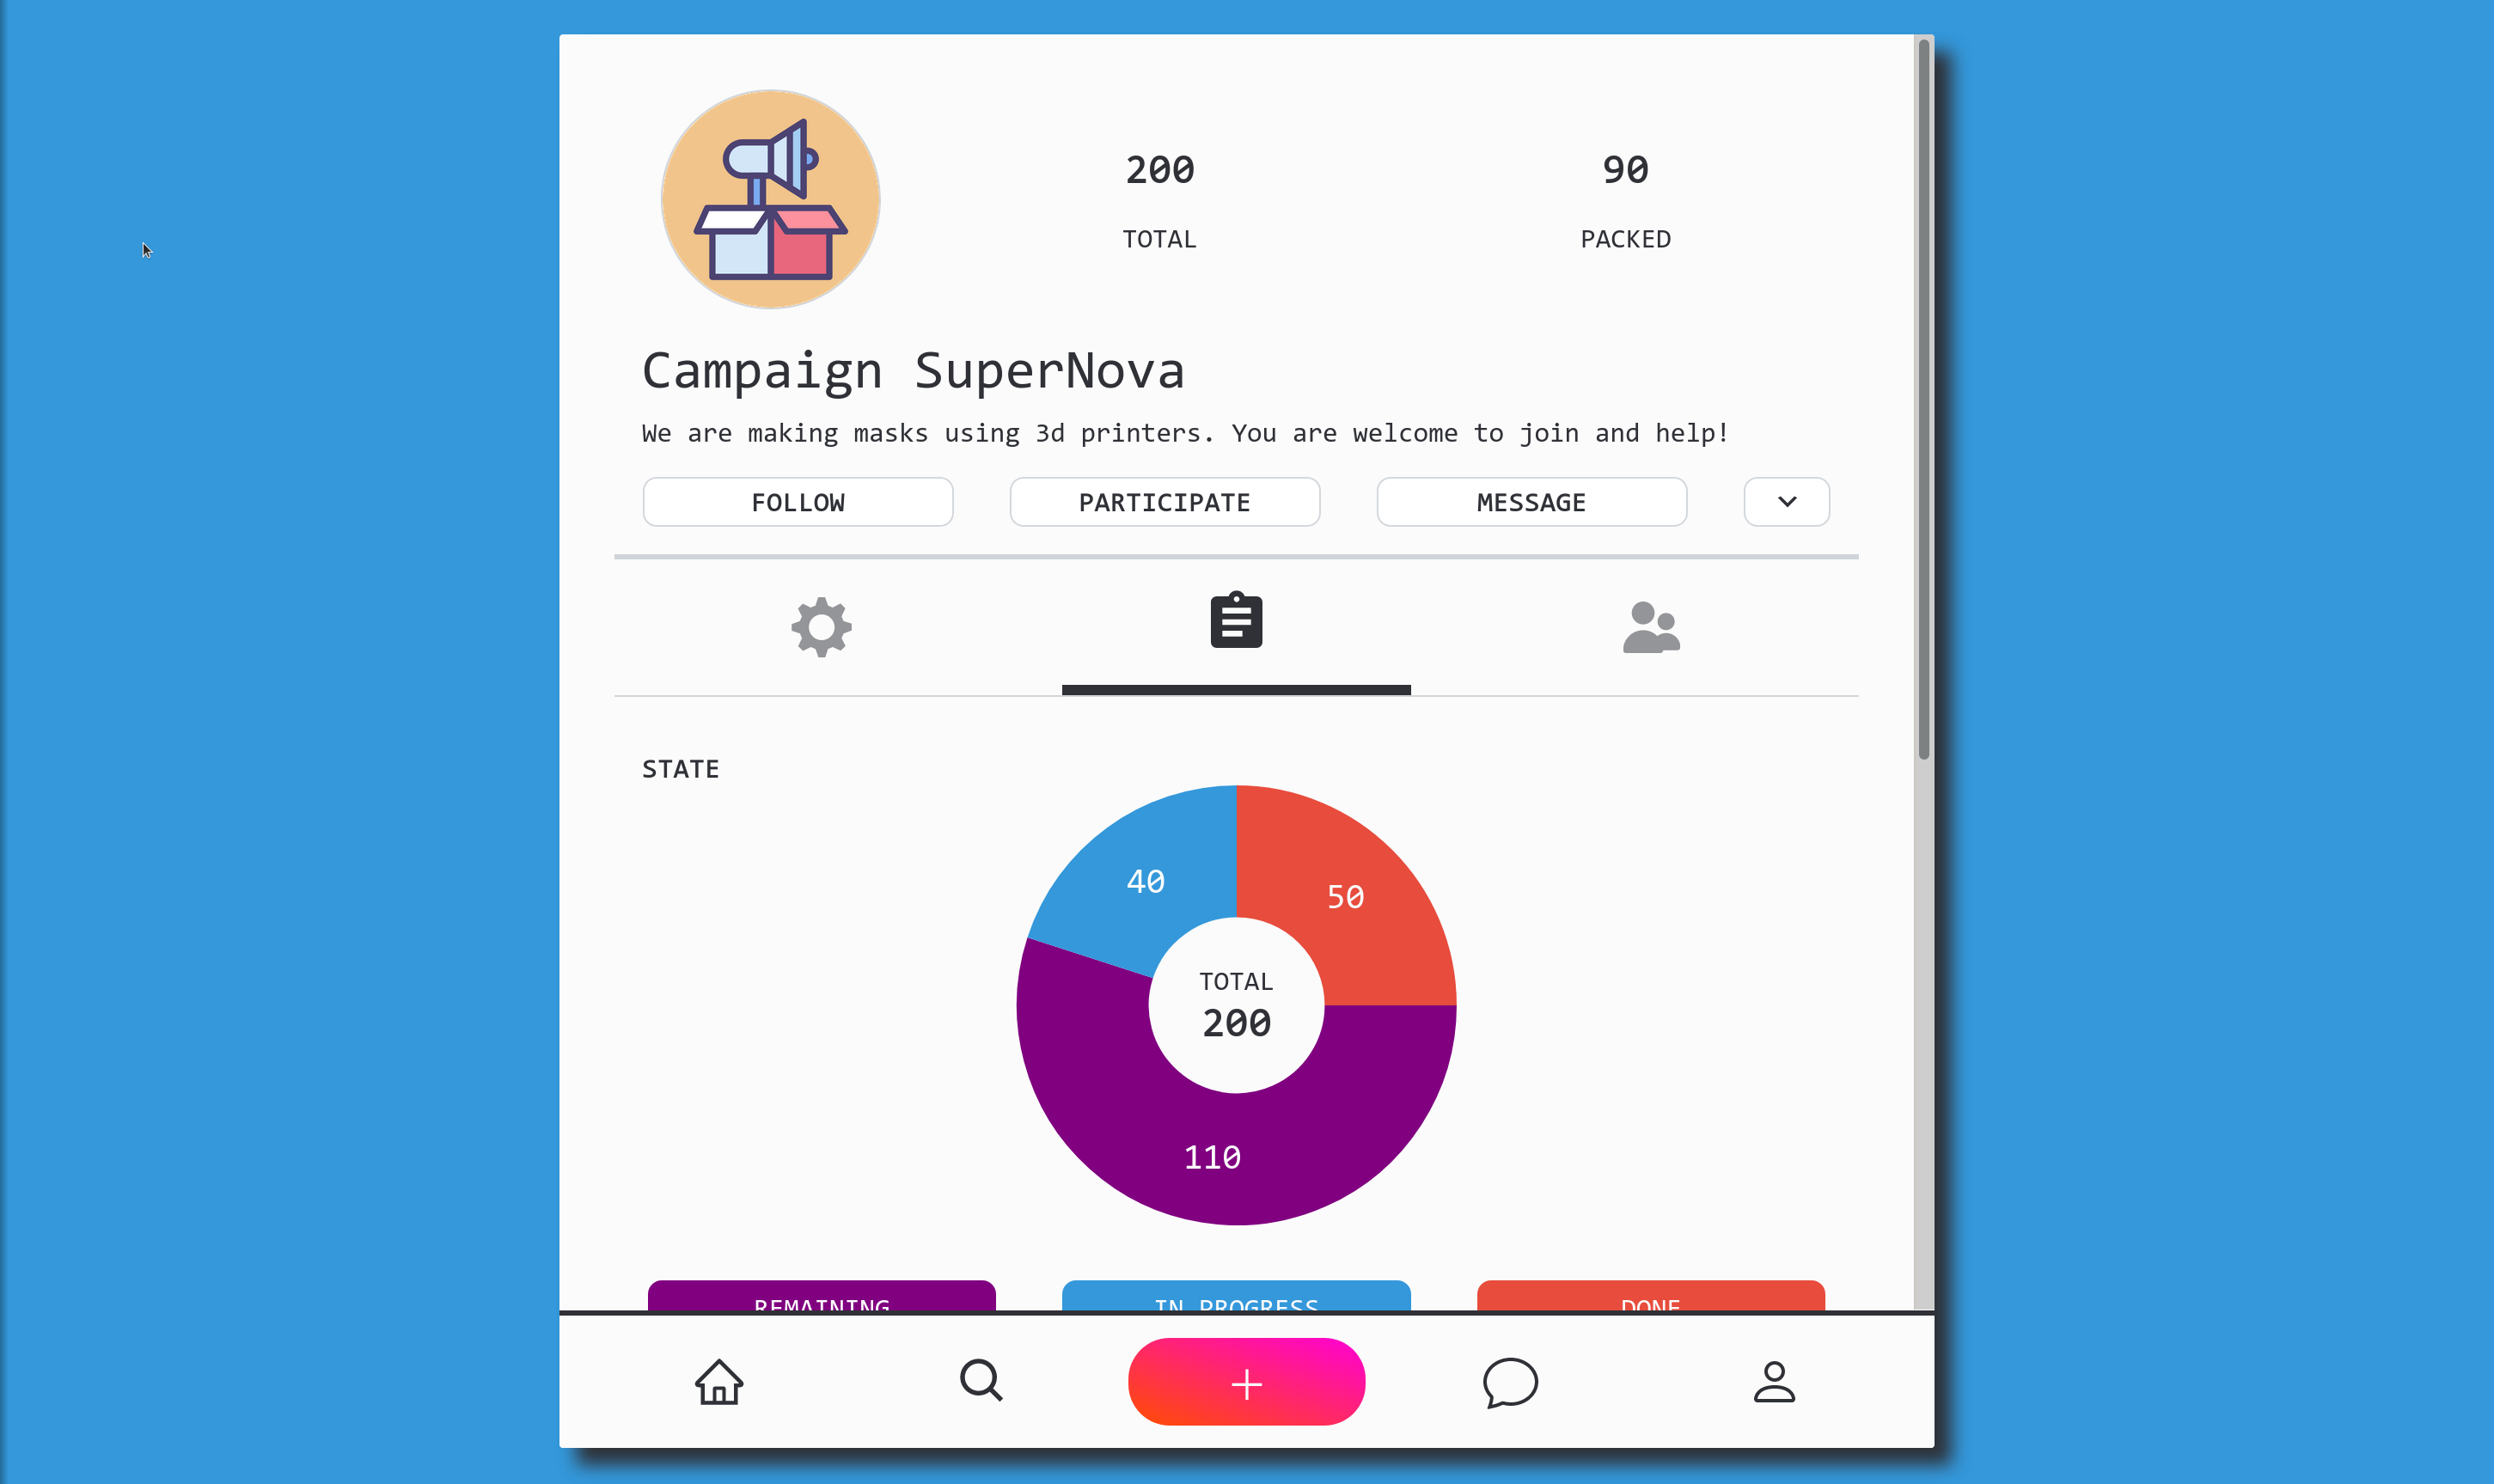 200
90
TOTAL
PACKED
Campaign SuperNova
We are making masks using 3d printers. You are welcome to join and help!
FOLLOW
PARTICIPATE
MESSAGE
STATE
40
50
TOTAL
200
110
REMAINING
IN PROGRESS
DONE
+